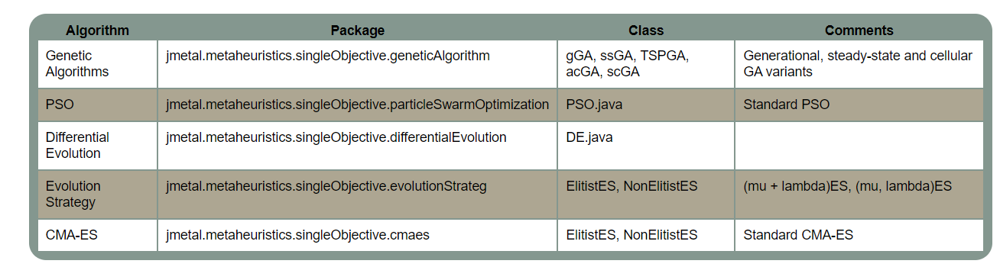 Algorithm Package Class Comments
Genetic Algorithms jmetal.metaheuristics.singleObjective.geneticAlgorithm gGA, ssGA, TSPGA, acGA, scGA Generational, steady-state and cellular GA variants
PSO jmetal.metaheuristics.singleObjective.particleSwarmOptimization PSO.java Standard PSO
Differential Evolution jmetal.metaheuristics.singleObjective.differentialEvolution DE.java
Evolution Strategy jmetal.metaheuristics.singleObjective.evolutionStrateg ElitistES, NonElitistES (mu + lambda)ES, (mu, lambda)ES
CMA-ES jmetal.metaheuristics.singleObjective.cmaes ElitistES, NonElitistES Standard CMA-ES